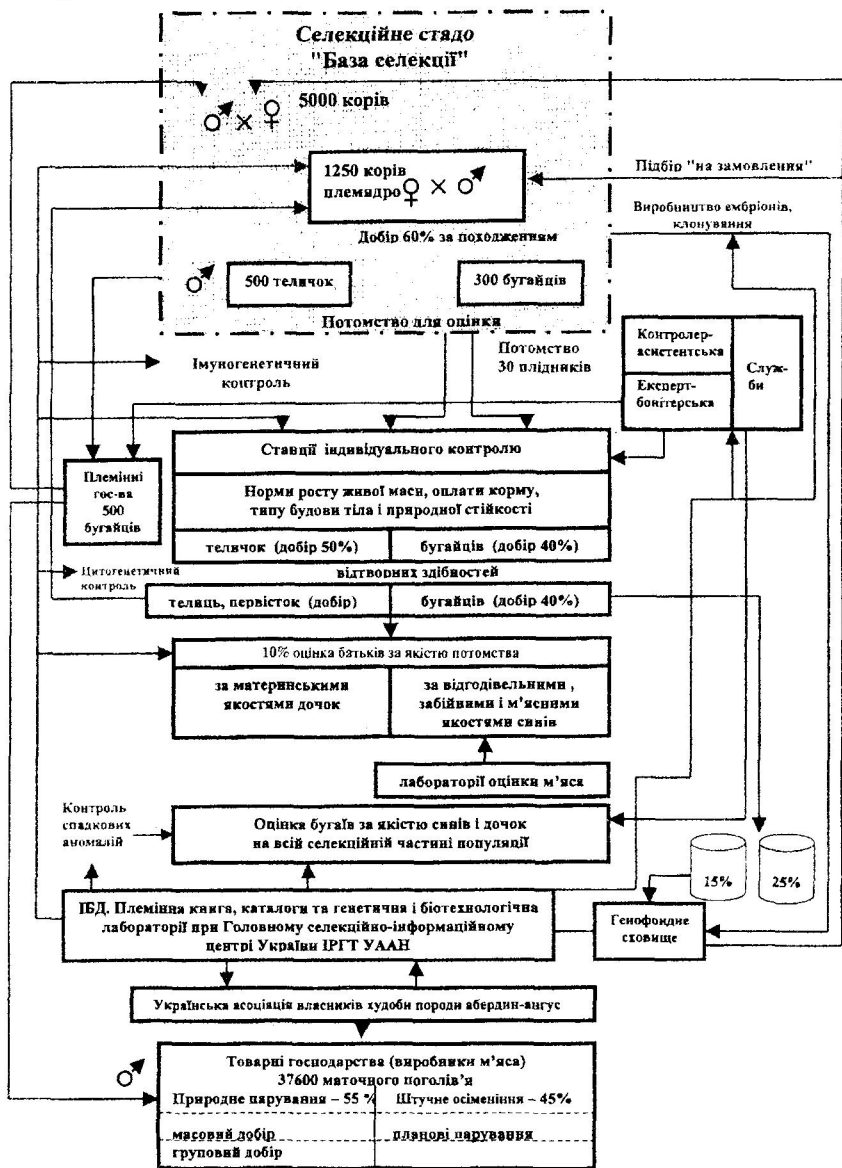 Селекційне стадо
"База селекції"
5000 корів
1250 корів
племядро
Підбір "на замовлення"
Виробництво ембріонів,
клонування
Добір 60% за походженням
500 теличок
300 бугайців
Потомство для оцінки
Імуногенетичний
контроль
Потомство
30 плідників
Контролер-
асистентська
Експерт-
бонітерська
Служ-
би
Станції індивідуального контролю
Племінні
гос-ва
500
бугайців
Норми росту живої маси, оплати корму,
типу будови тіла і природної стійкості
теличок (добір 50%)
бугайців (добір 40%)
Цитогенетичний
контроль
відтворних здібностей
телиць, первісток (добір)
бугайців (добір 40%)
10% оцінка батьків за якістю потомства
за материнськими
якостями дочок
за відгодівельними ,
забійними і м’ясними
якостями синів
лабораторії оцінки м’яса
Контроль
спадкових
аномалій
Оцінка бугаїв за якістю синів і дочок
на всій селекційній частині популяції
15%
25%
ІБД. Племінна книга, каталоги та генетична і біотехнологічна
лабораторії при Головному селекційно-інформаційному
центрі України ІРГТ УААН
Генофондне
сховище
Українська асоціація власників худоби породи абердин-ангус
Товарні господарства (виробники м’яса)
37600 маточного поголів’я
Природне парування – 55 %
Штучне осіменіння – 45%
масовий добір
планові парування
груповий добір